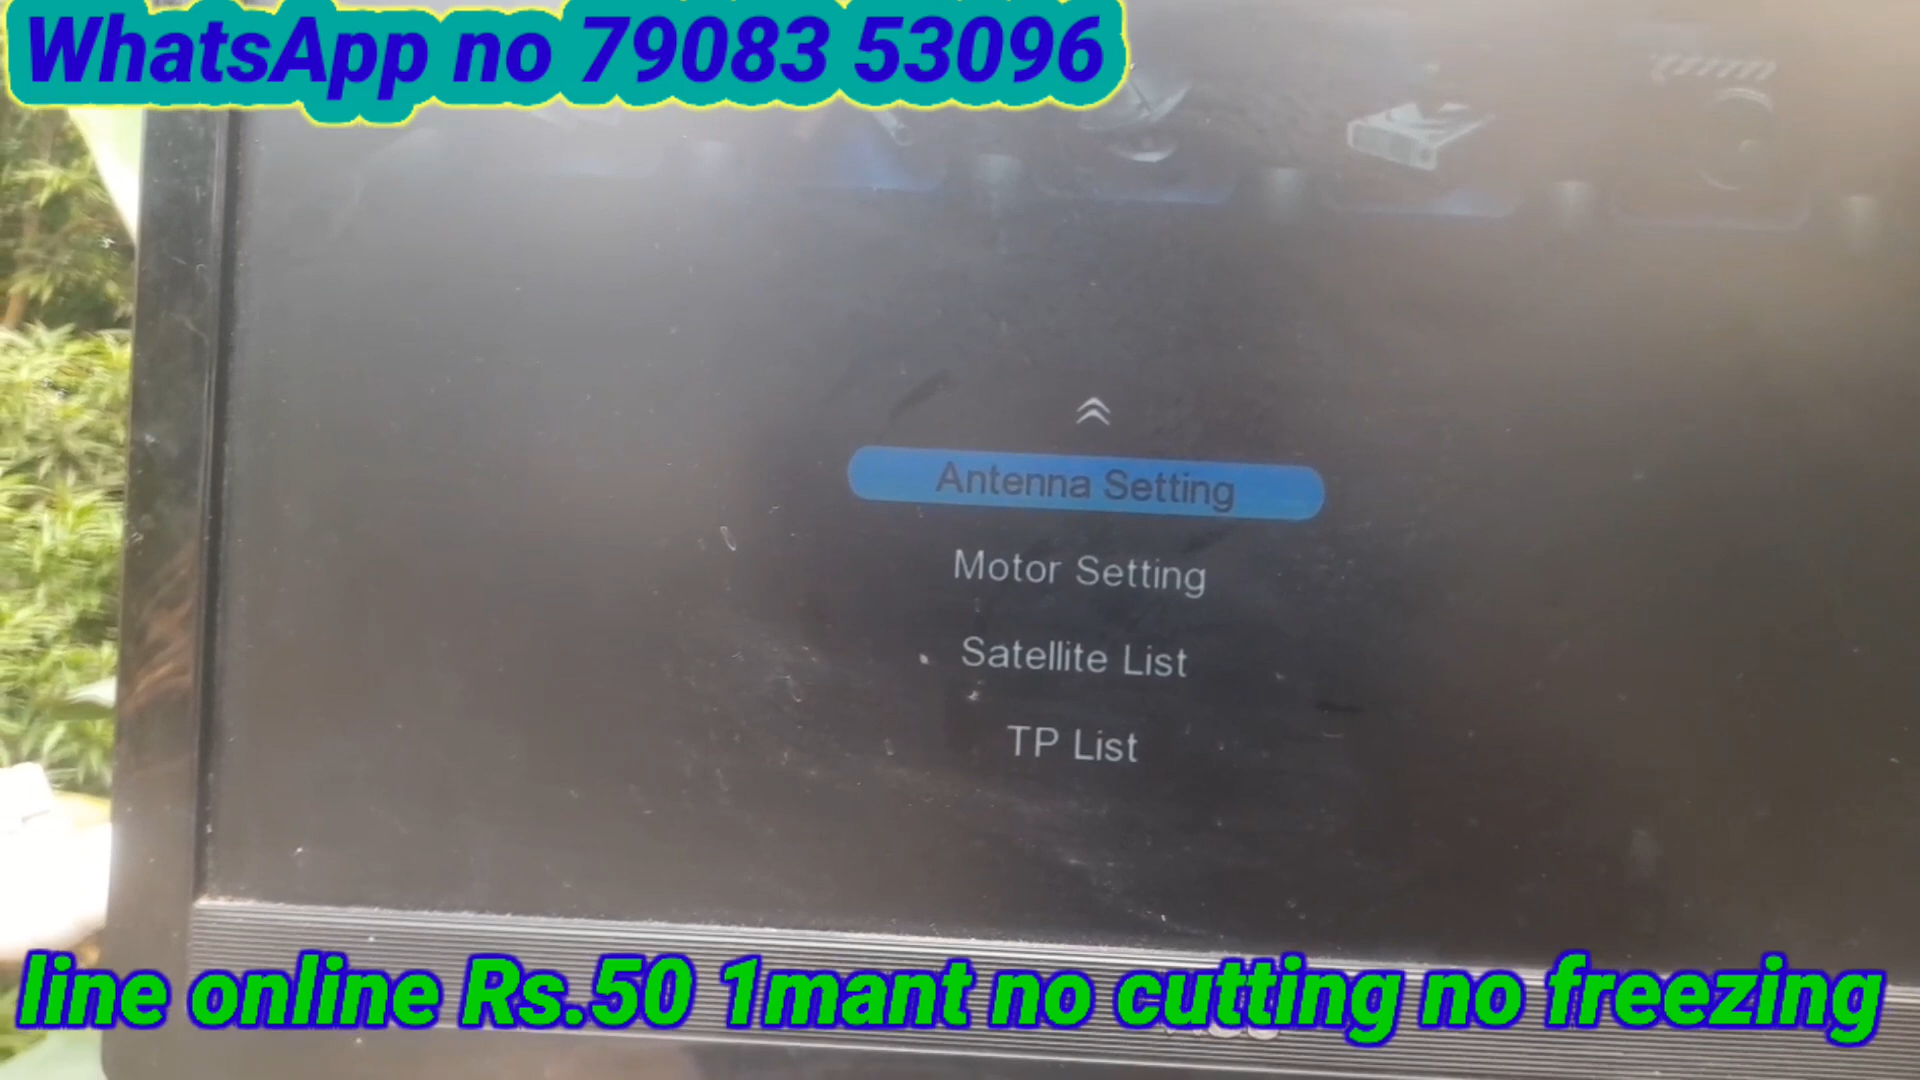 WhatsApp no 79083 53096
Antenna Setting
Motor Setting
Satellite List
TP List
line online Rs.50 1mant no cutting no freezing